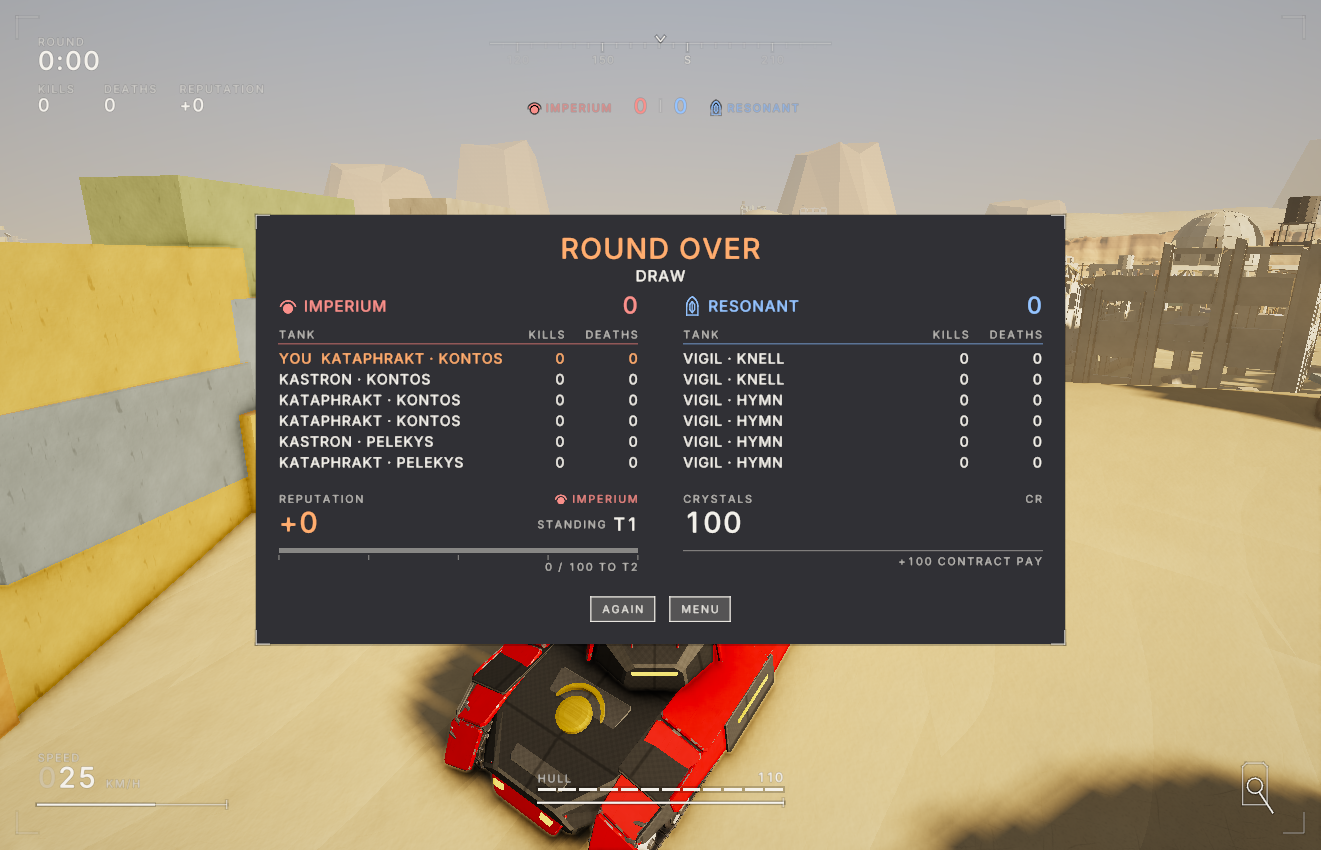 ROUND
0:00
KILLS DEATHS REPUTATION
0 0 +0
150 S
IMPERIUM 0 | 0 RESONANT
ROUND OVER
DRAW
IMPERIUM 0
TANK KILLS DEATHS
YOU KATAPHRAKT · KONTOS 0 0
KASTRON · KONTOS 0 0
KATAPHRAKT · KONTOS 0 0
KATAPHRAKT · KONTOS 0 0
KASTRON · PELEKYS 0 0
KATAPHRAKT · PELEKYS 0 0
RESONANT 0
TANK KILLS DEATHS
VIGIL · KNELL 0 0
VIGIL · KNELL 0 0
VIGIL · HYMN 0 0
VIGIL · HYMN 0 0
VIGIL · HYMN 0 0
VIGIL · HYMN 0 0
REPUTATION IMPERIUM
+0 STANDING T1
0 / 100 TO T2
CRYSTALS CR
100
+100 CONTRACT PAY
AGAIN MENU
SPEED
025 KM/H
HULL 110